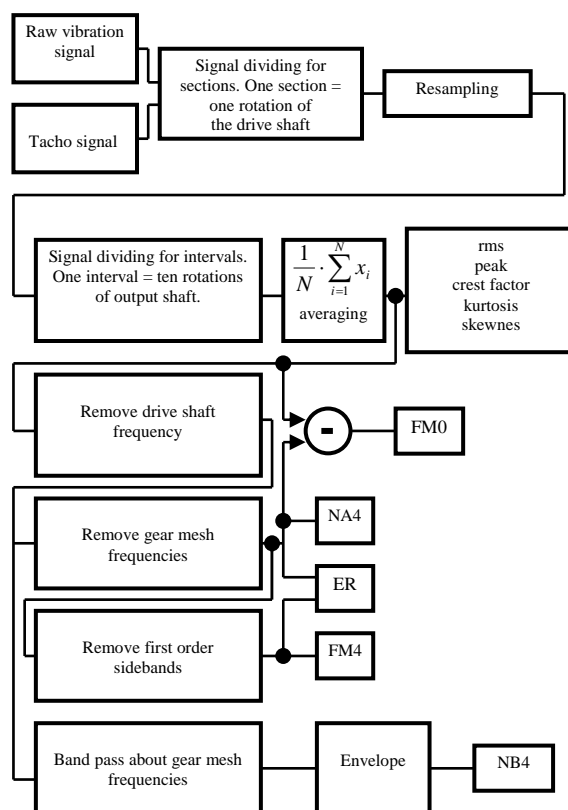 Raw vibration
signal
Tacho signal
Signal dividing for
sections. One section =
one rotation of
the drive shaft
Resampling
Signal dividing for intervals.
One interval = ten rotations
of output shaft.
1/N · ∑_{i=1}^{N} x_i
averaging
rms
peak
crest factor
kurtosis
skewnes
Remove drive shaft
frequency
-
FM0
Remove gear mesh
frequencies
NA4
ER
Remove first order
sidebands
FM4
Band pass about gear mesh
frequencies
Envelope
NB4